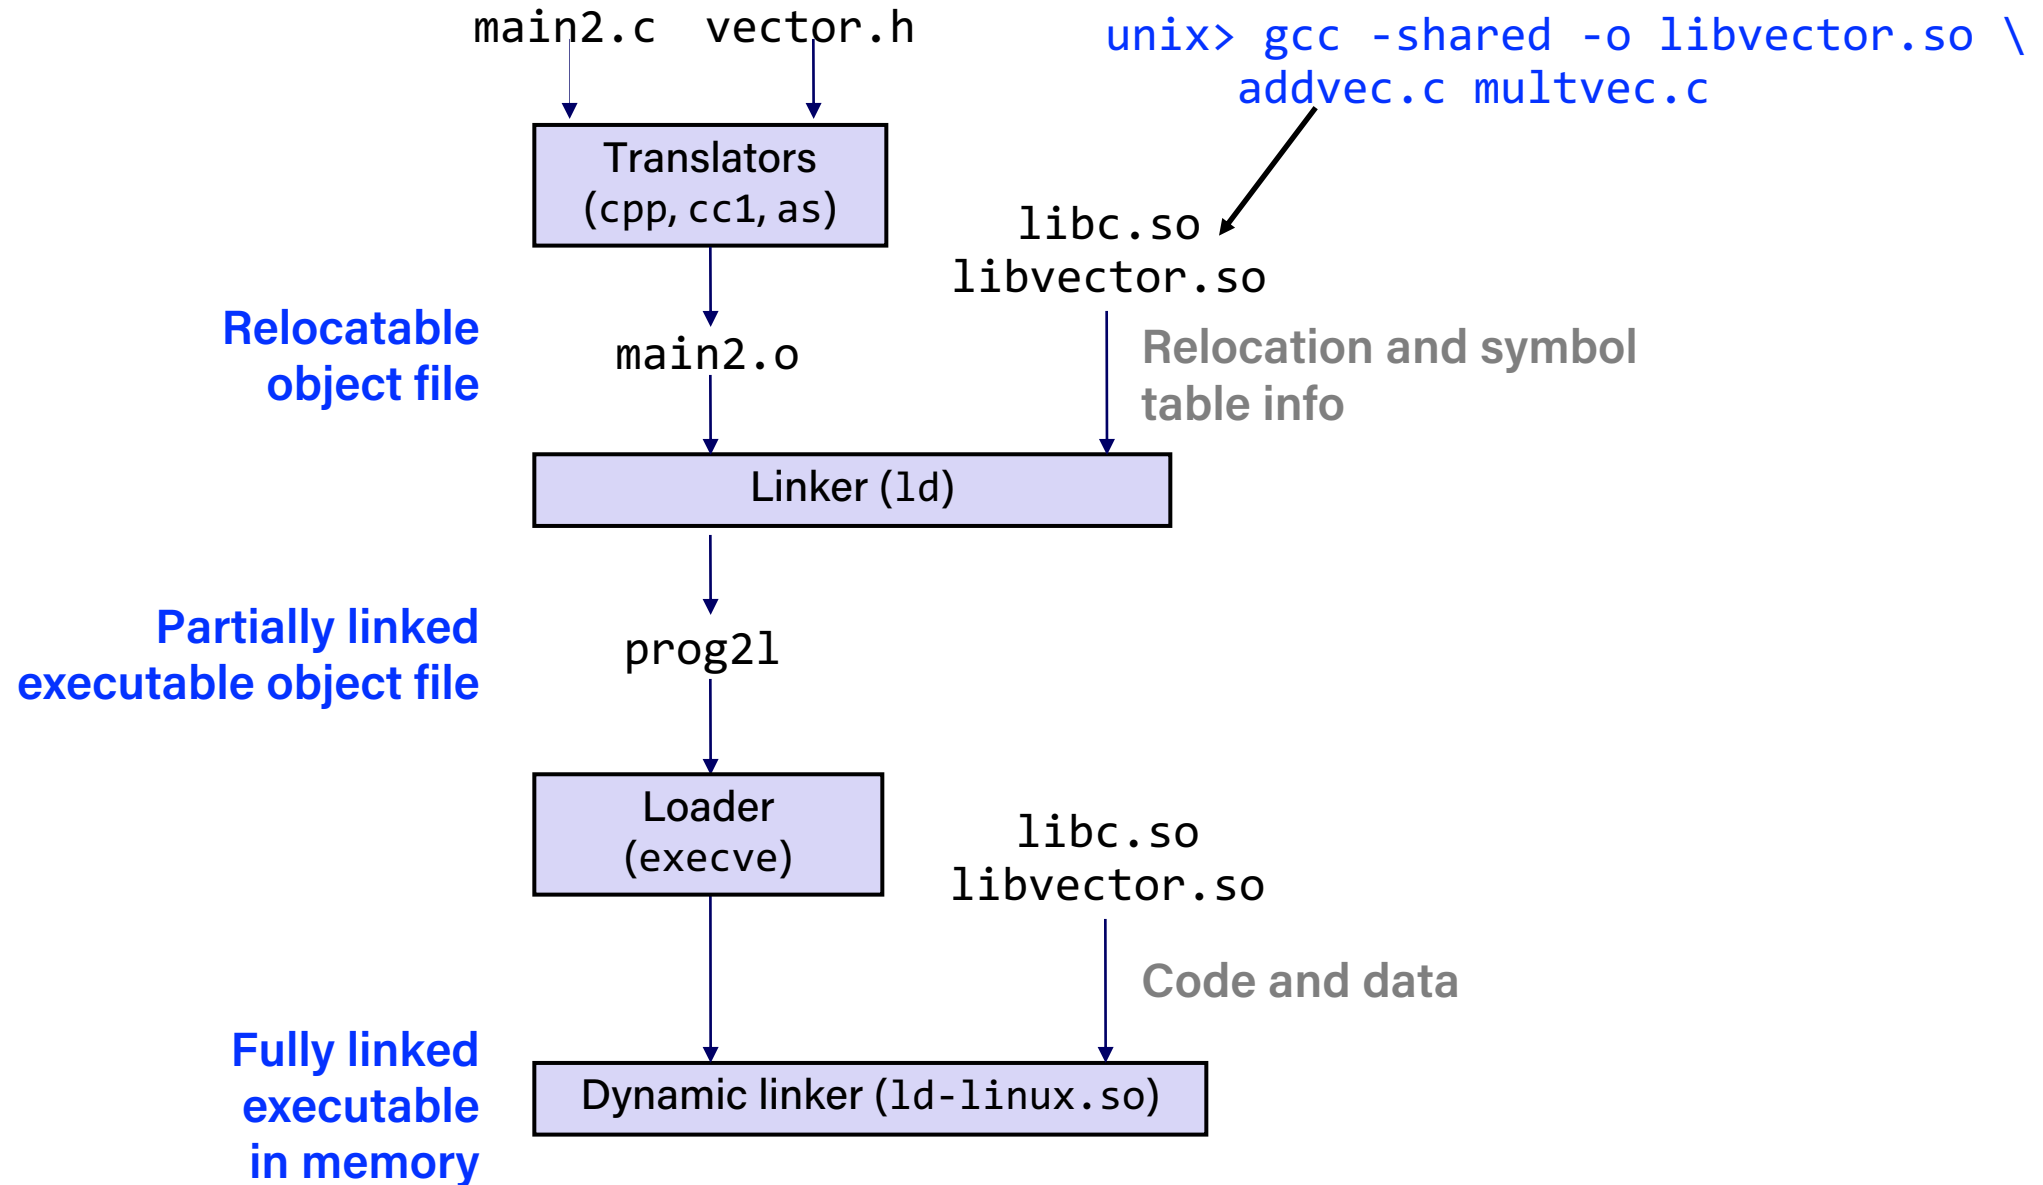 main2.c vector.h
unix> gcc -shared -o libvector.so \
addvec.c multvec.c
Translators
(cpp, cc1, as)
libc.so
libvector.so
Relocatable
object file
main2.o
Relocation and symbol
table info
Linker (ld)
Partially linked
executable object file
prog2l
Loader
(execve)
libc.so
libvector.so
Code and data
Fully linked
executable
in memory
Dynamic linker (ld-linux.so)